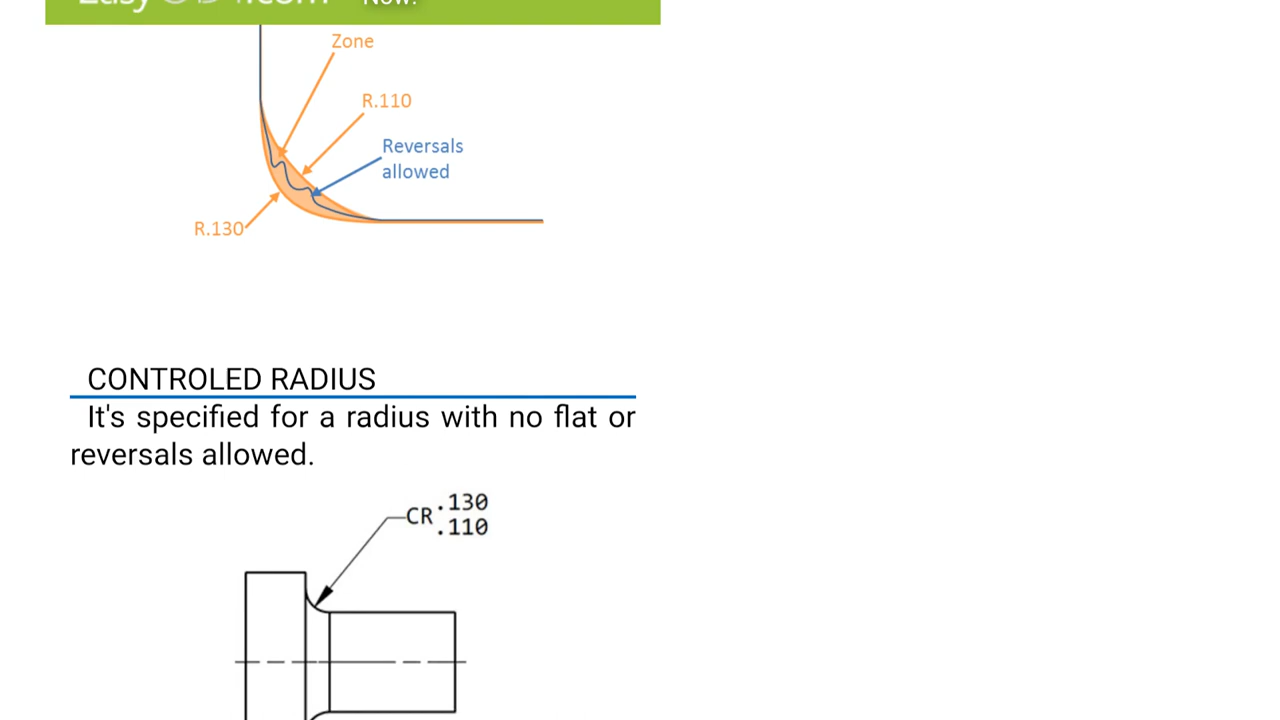 Now!
Zone
R.110
Reversals
allowed
R.130
CONTROLED RADIUS
It's specified for a radius with no flat or
reversals allowed.
CR .130
.110